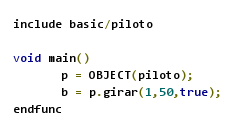 include basic/piloto
void main()
p = OBJECT(piloto);
b = p.girar(1,50,true);
endfunc